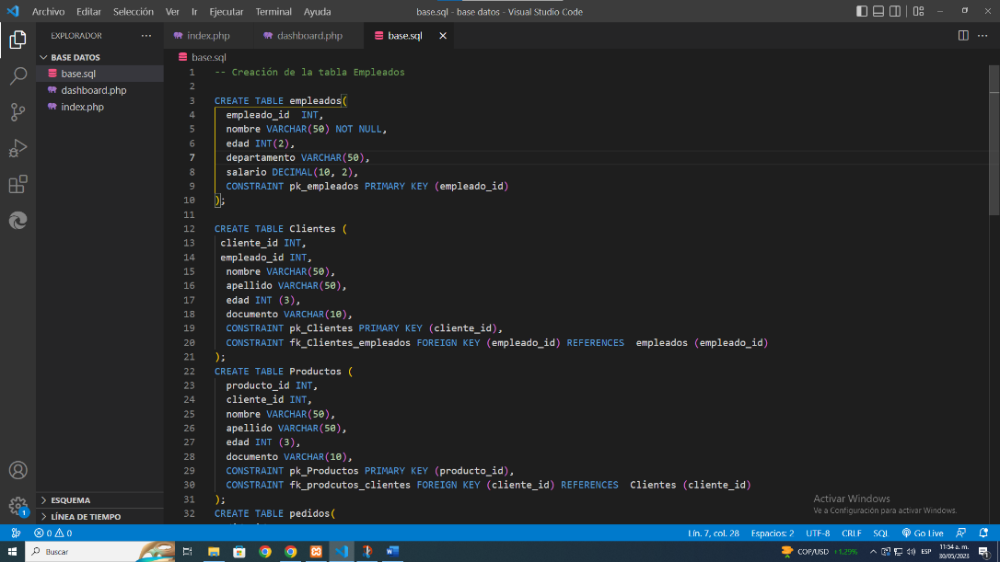 Archivo Editar Selección Ver Ir Ejecutar Terminal Ayuda base.sql - base datos - Visual Studio Code
EXPLORADOR ··· index.php dashboard.php base.sql
BASE DATOS
base.sql
dashboard.php
index.php
base.sql
1 -- Creación de la tabla Empleados
2
3 CREATE TABLE empleados(
4 empleado_id  INT,
5 nombre VARCHAR(50) NOT NULL,
6 edad INT(2),
7 departamento VARCHAR(50),
8 salario DECIMAL(10, 2),
9 CONSTRAINT pk_empleados PRIMARY KEY (empleado_id)
10 );
11
12 CREATE TABLE Clientes (
13 cliente_id INT,
14 empleado_id INT,
15 nombre VARCHAR(50),
16 apellido VARCHAR(50),
17 edad INT (3),
18 documento VARCHAR(10),
19 CONSTRAINT pk_Clientes PRIMARY KEY (cliente_id),
20 CONSTRAINT fk_Clientes_empleados FOREIGN KEY (empleado_id) REFERENCES  empleados (empleado_id)
21 );
22 CREATE TABLE Productos (
23 producto_id INT,
24 cliente_id INT,
25 nombre VARCHAR(50),
26 apellido VARCHAR(50),
27 edad INT (3),
28 documento VARCHAR(10),
29 CONSTRAINT pk_Productos PRIMARY KEY (producto_id),
30 CONSTRAINT fk_prodcutos_clientes FOREIGN KEY (cliente_id) REFERENCES  Clientes (cliente_id)
31 );
32 CREATE TABLE pedidos(
ESQUEMA
LÍNEA DE TIEMPO
1
Activar Windows
Ve a Configuración para activar Windows.
0 0 Lín. 7, col. 28 Espacios: 2 UTF-8 CRLF SQL Go Live
Buscar COP/USD +1,29% ESP 11:54 a. m.
30/05/2023 1